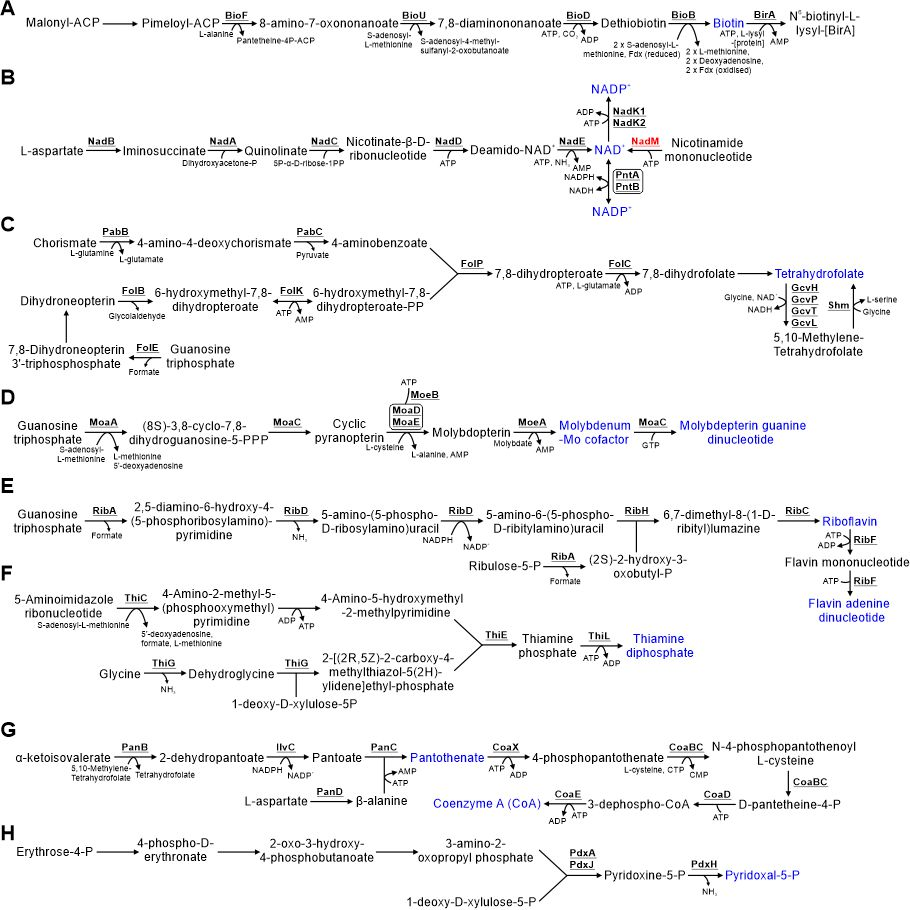 A
Malonyl-ACP Pimeloyl-ACP BioF 8-amino-7-oxononanoate BioU 7,8-diaminononanoate BioD Dethiobiotin BioB Biotin BirA N⁶-biotinyl-L-
lysyl-[BirA]
L-alanine
Pantetheine-4P-ACP
S-adenosyl-
L-methionine
S-adenosyl-4-methyl-
sulfanyl-2-oxobutanoate
ATP, CO₂ ADP
2 x S-adenosyl-L-
methionine, Fdx (reduced)
2 x L-methionine,
2 x Deoxyadenosine,
2 x Fdx (oxidised)
ATP, L-lysyl
-[protein] AMP
B
NADP⁺
ADP NadK1
ATP NadK2
L-aspartate NadB Iminosuccinate NadA Quinolinate NadC Nicotinate-β-D-
ribonucleotide NadD Deamido-NAD⁺ NadE NAD⁺ NadM Nicotinamide
mononucleotide
Dihydroxyacetone-P
5P-α-D-ribose-1PP
ATP
ATP, NH₃ AMP
ATP
NADPH PntA
NADH PntB
NADP⁺
C
Chorismate PabB 4-amino-4-deoxychorismate PabC 4-aminobenzoate
L-glutamine L-glutamate
Pyruvate
FolP 7,8-dihydropteroate FolC 7,8-dihydrofolate Tetrahydrofolate
ATP, L-glutamate ADP
Dihydroneopterin FolB 6-hydroxymethyl-7,8-
dihydropteroate FolK 6-hydroxymethyl-7,8-
dihydropteroate-PP
Glycolaldehyde
ATP AMP
7,8-Dihydroneopterin
3'-triphosphosphate FolE Guanosine
triphosphate
Formate
Glycine, NAD⁺
NADH
GcvH
GcvP
GcvT
GcvL
Shm
L-serine
Glycine
5,10-Methylene-
Tetrahydrofolate
D
ATP
MoeB
Guanosine
triphosphate MoaA (8S)-3,8-cyclo-7,8-
dihydroguanosine-5-PPP MoaC Cyclic
pyranopterin MoaD
MoaE Molybdopterin MoeA Molybdenum
-Mo cofactor MoaC Molybdepterin guanine
dinucleotide
S-adenosyl-
L-methionine
L-methionine
5'-deoxyadenosine
L-cysteine
L-alanine, AMP
Molybdate AMP
GTP
E
Guanosine
triphosphate RibA 2,5-diamino-6-hydroxy-4-
(5-phosphoribosylamino)-
pyrimidine RibD 5-amino-(5-phospho-
D-ribosylamino)uracil RibD 5-amino-6-(5-phospho-
D-ribitylamino)uracil RibH 6,7-dimethyl-8-(1-D-
ribityl)lumazine RibC Riboflavin
Formate
NH₃
NADPH NADP⁺
Ribulose-5-P RibA (2S)-2-hydroxy-3-
oxobutyl-P
Formate
ATP
ADP RibF
Flavin mononucleotide
ATP RibF
Flavin adenine
dinucleotide
F
5-Aminoimidazole
ribonucleotide ThiC 4-Amino-2-methyl-5-
(phosphooxymethyl)
pyrimidine 4-Amino-5-hydroxymethyl
-2-methylpyrimidine
S-adenosyl-L-methionine
5'-deoxyadenosine,
formate, L-methionine
ADP ATP
ThiE Thiamine
phosphate ThiL Thiamine
diphosphate
ATP ADP
Glycine ThiG Dehydroglycine ThiG 2-[(2R,5Z)-2-carboxy-4-
methylthiazol-5(2H)-
ylidene]ethyl-phosphate
NH₃
1-deoxy-D-xylulose-5P
G
α-ketoisovalerate PanB 2-dehydropantoate IlvC Pantoate PanC Pantothenate CoaX 4-phosphopantothenate CoaBC N-4-phosphopantothenoyl
L-cysteine
5,10-Methylene-
Tetrahydrofolate Tetrahydrofolate
NADPH NADP⁺
AMP
ATP
ATP ADP
L-cysteine, CTP CMP
CoaBC
L-aspartate PanD β-alanine
Coenzyme A (CoA) CoaE 3-dephospho-CoA CoaD D-pantetheine-4-P
ADP ATP
ATP
H
Erythrose-4-P 4-phospho-D-
erythronate 2-oxo-3-hydroxy-
4-phosphobutanoate 3-amino-2-
oxopropyl phosphate
PdxA
PdxJ Pyridoxine-5-P PdxH Pyridoxal-5-P
NH₃
1-deoxy-D-xylulose-5-P